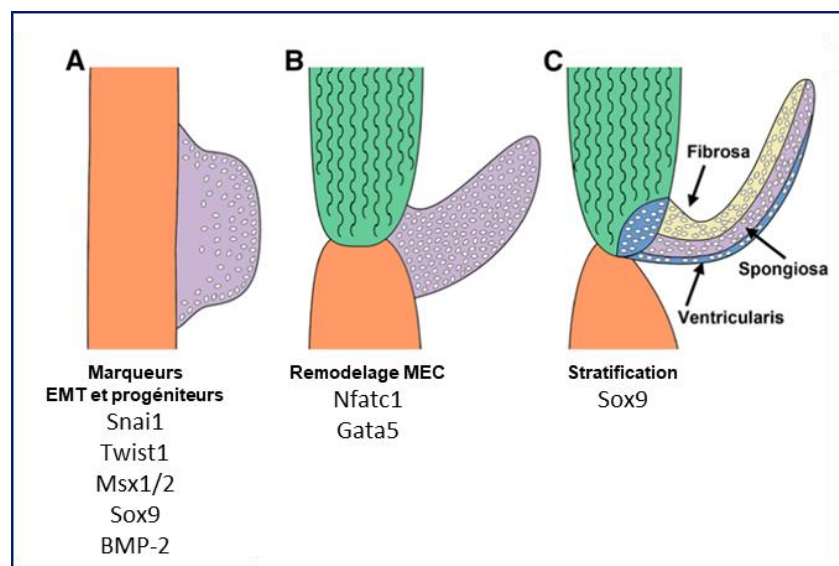 A
B
C
Fibrosa
Spongiosa
Ventricularis
Marqueurs
EMT et progéniteurs
Snai1
Twist1
Msx1/2
Sox9
BMP-2
Remodelage MEC
Nfatc1
Gata5
Stratification
Sox9